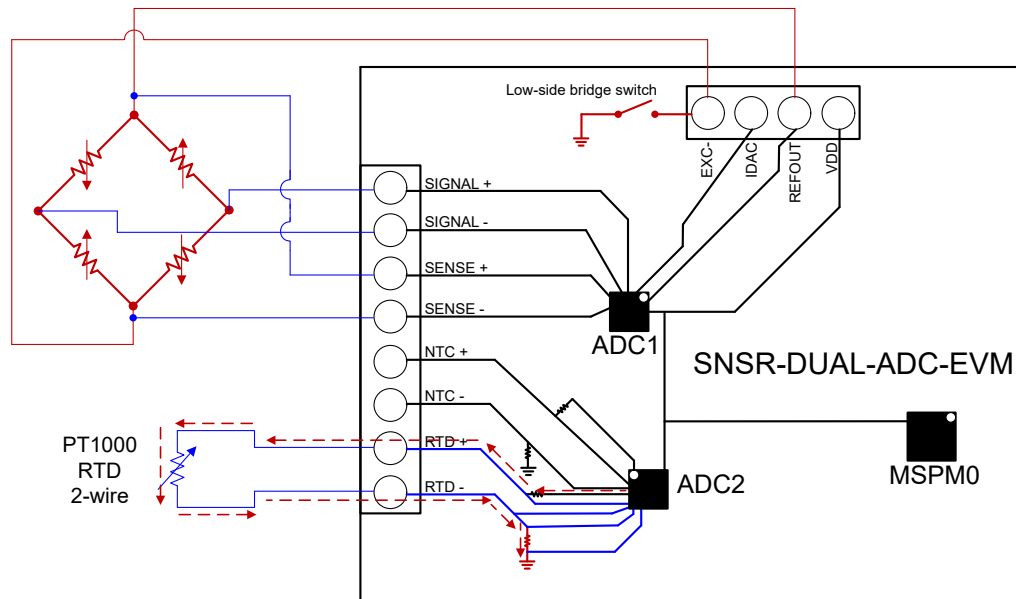 Low-side bridge switch
EXC-
IDAC
REFOUT
VDD
SIGNAL +
SIGNAL -
SENSE +
SENSE -
ADC1
NTC +
SNSR-DUAL-ADC-EVM
NTC -
PT1000
RTD
2-wire
RTD +
RTD -
ADC2
MSPM0